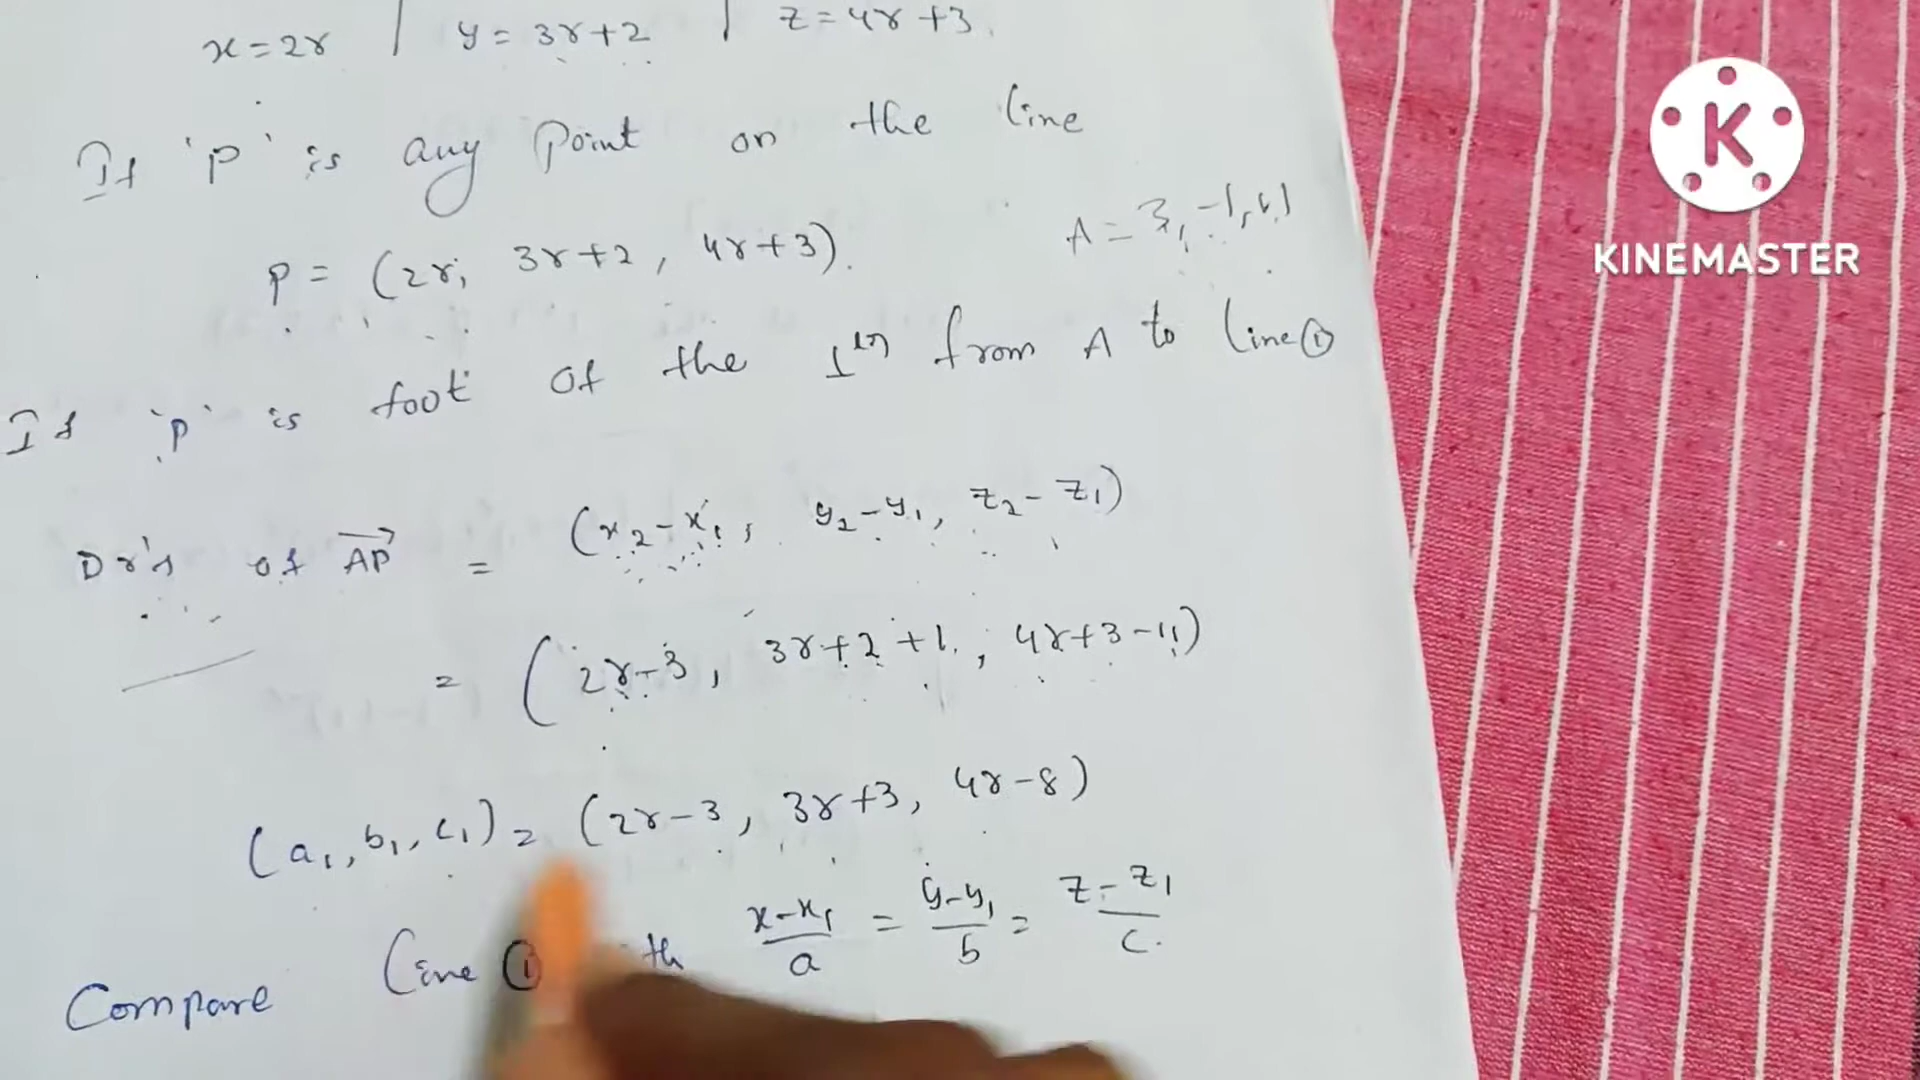 x=2r | y=3r+2 | z=4r+3.
If 'p' is any point on the line
p = (2r, 3r+2, 4r+3).
A = 3, -1, 11
If 'p' is foot of the ⊥er from A to line ①
Dr's of AP = (x2-x1, y2-y1, z2-z1)
= (2r-3, 3r+2+1, 4r+3-11)
(a1, b1, c1) = (2r-3, 3r+3, 4r-8)
Compare line ① th x-x1/a = y-y1/b = z-z1/c.
K
KINEMASTER